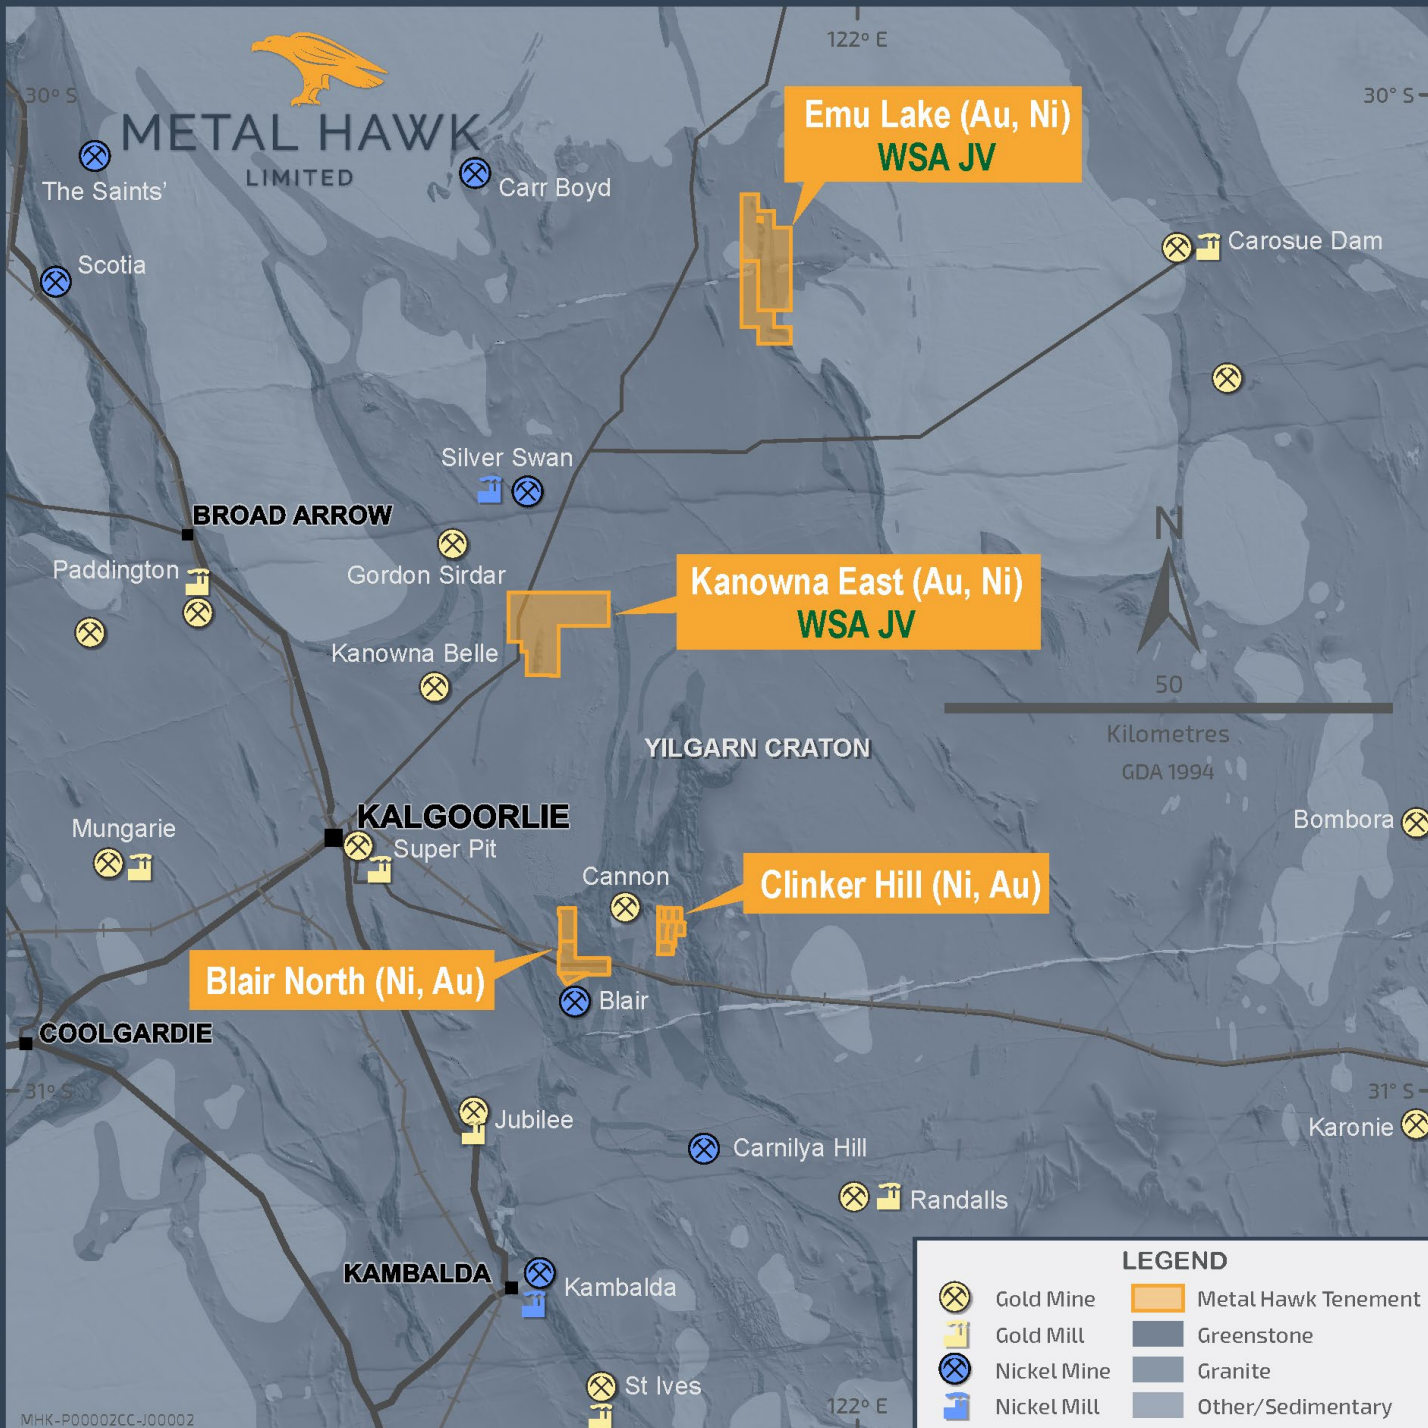 122° E
30° S
30° S
METAL HAWK
LIMITED
Emu Lake (Au, Ni)
WSA JV
The Saints'
Carr Boyd
Carosue Dam
Scotia
Silver Swan
BROAD ARROW
Paddington
Gordon Sirdar
Kanowna East (Au, Ni)
WSA JV
N
Kanowna Belle
50
Kilometres
GDA 1994
YILGARN CRATON
KALGOORLIE
Super Pit
Mungarie
Bombora
Cannon
Clinker Hill (Ni, Au)
Blair North (Ni, Au)
Blair
COOLGARDIE
31° S
31° S
Jubilee
Karonie
Carnilya Hill
Randalls
KAMBALDA
Kambalda
St Ives
LEGEND
Gold Mine
Metal Hawk Tenement
Gold Mill
Greenstone
Nickel Mine
Granite
Nickel Mill
Other/Sedimentary
122° E
MHK-P00002CC-J00002